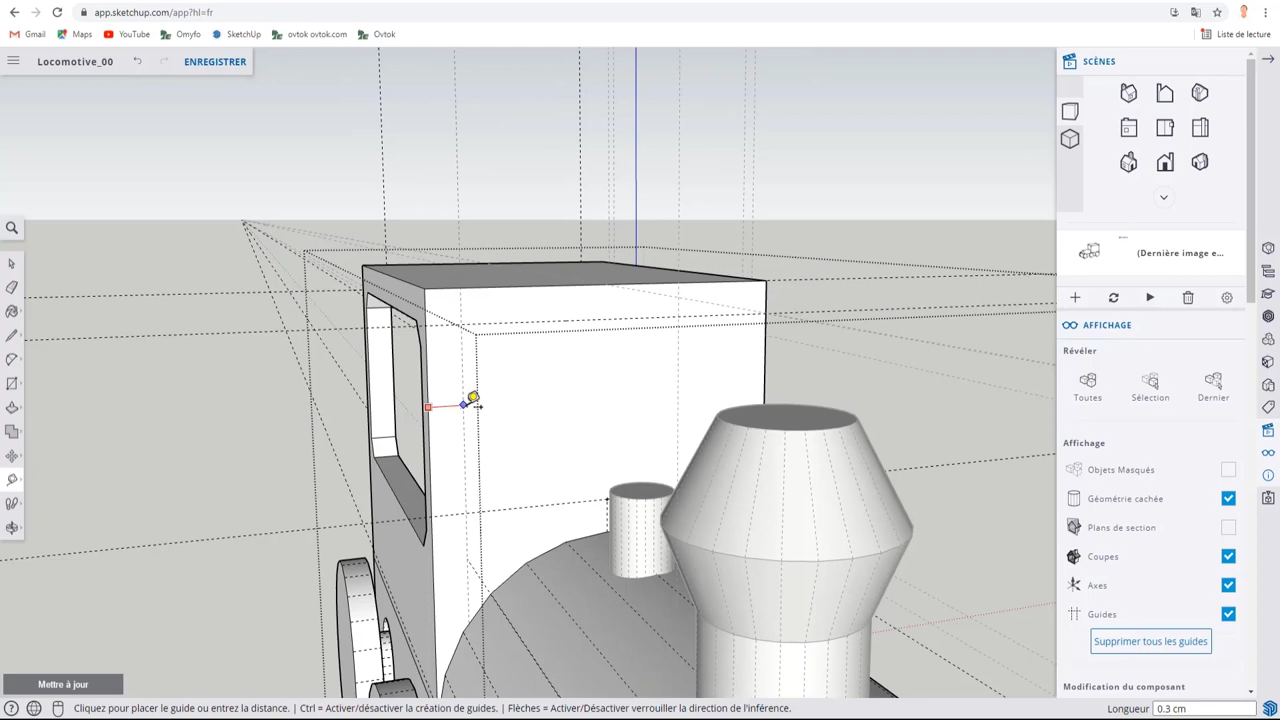 app.sketchup.com/app?hl=fr
Gmail
Maps
YouTube
Omyfo
SketchUp
ovtok ovtok.com
Ovtok
Liste de lecture
Locomotive_00
ENREGISTRER
SCÈNES
(Dernière image e...
AFFICHAGE
Révéler
Toutes
Sélection
Dernier
Affichage
Objets Masqués
Géométrie cachée
Plans de section
Coupes
Axes
Guides
Supprimer tous les guides
Modification du composant
Mettre à jour
Cliquez pour placer le guide ou entrez la distance. | Ctrl = Activer/désactiver la création de guides. | Flèches = Activer/Désactiver verrouiller la direction de l'inférence.
Longueur
0.3 cm